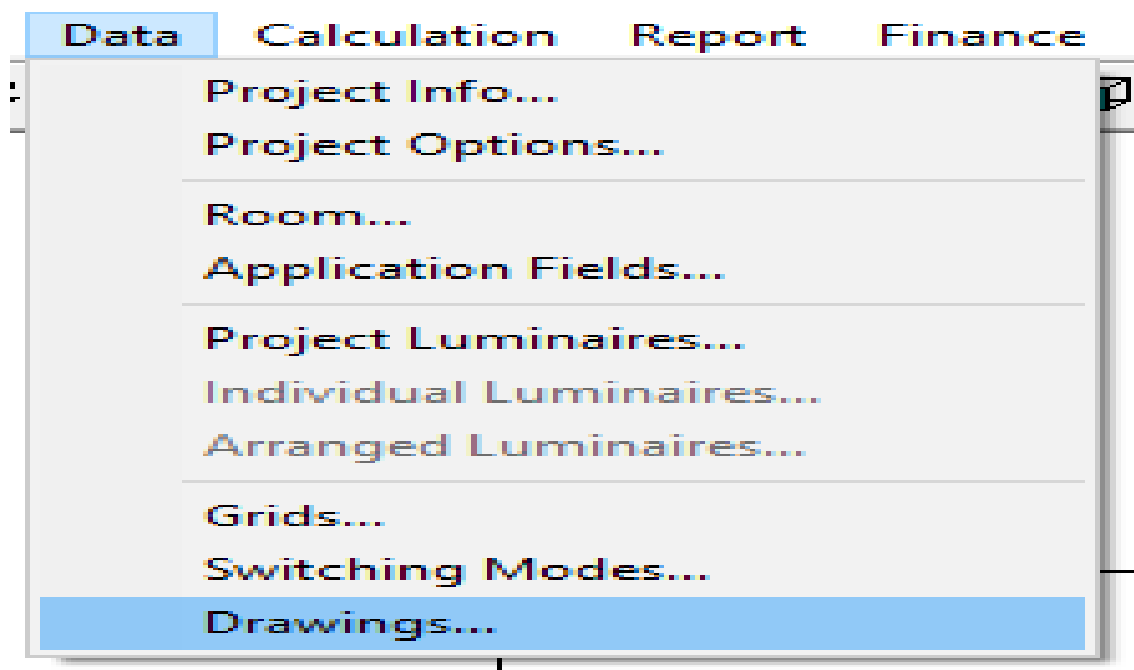 Data Calculation Report Finance
Project Info...
Project Options...
Room...
Application Fields...
Project Luminaires...
Individual Luminaires...
Arranged Luminaires...
Grids...
Switching Modes...
Drawings...